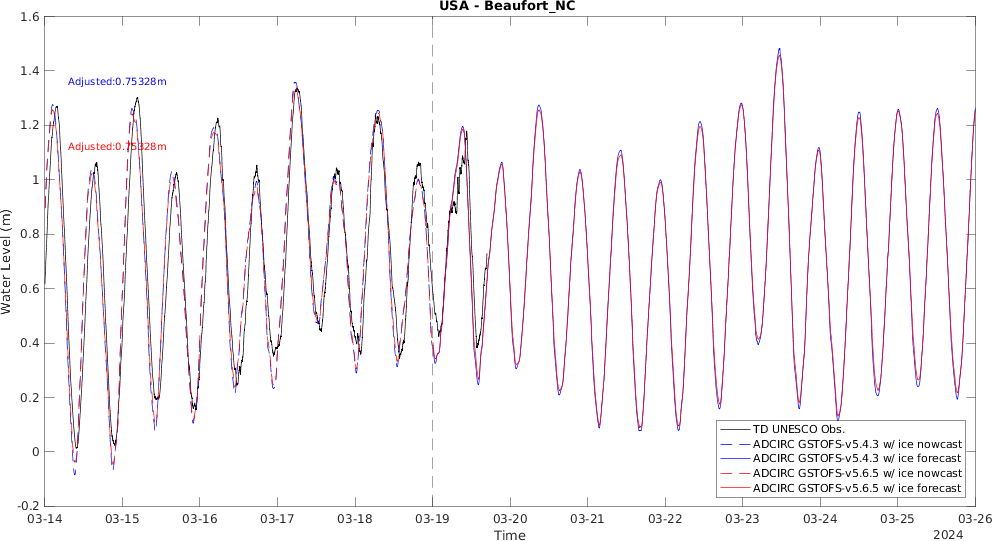 USA - Beaufort_NC
1.6
1.4
1.2
1
0.8
0.6
0.4
0.2
0
-0.2
Water Level (m)
Adjusted:0.75328m
Adjusted:0.75328m
TD UNESCO Obs.
ADCIRC GSTOFS-v5.4.3 w/ ice nowcast
ADCIRC GSTOFS-v5.4.3 w/ ice forecast
ADCIRC GSTOFS-v5.6.5 w/ ice nowcast
ADCIRC GSTOFS-v5.6.5 w/ ice forecast
03-14 03-15 03-16 03-17 03-18 03-19 03-20 03-21 03-22 03-23 03-24 03-25 03-26
Time
2024